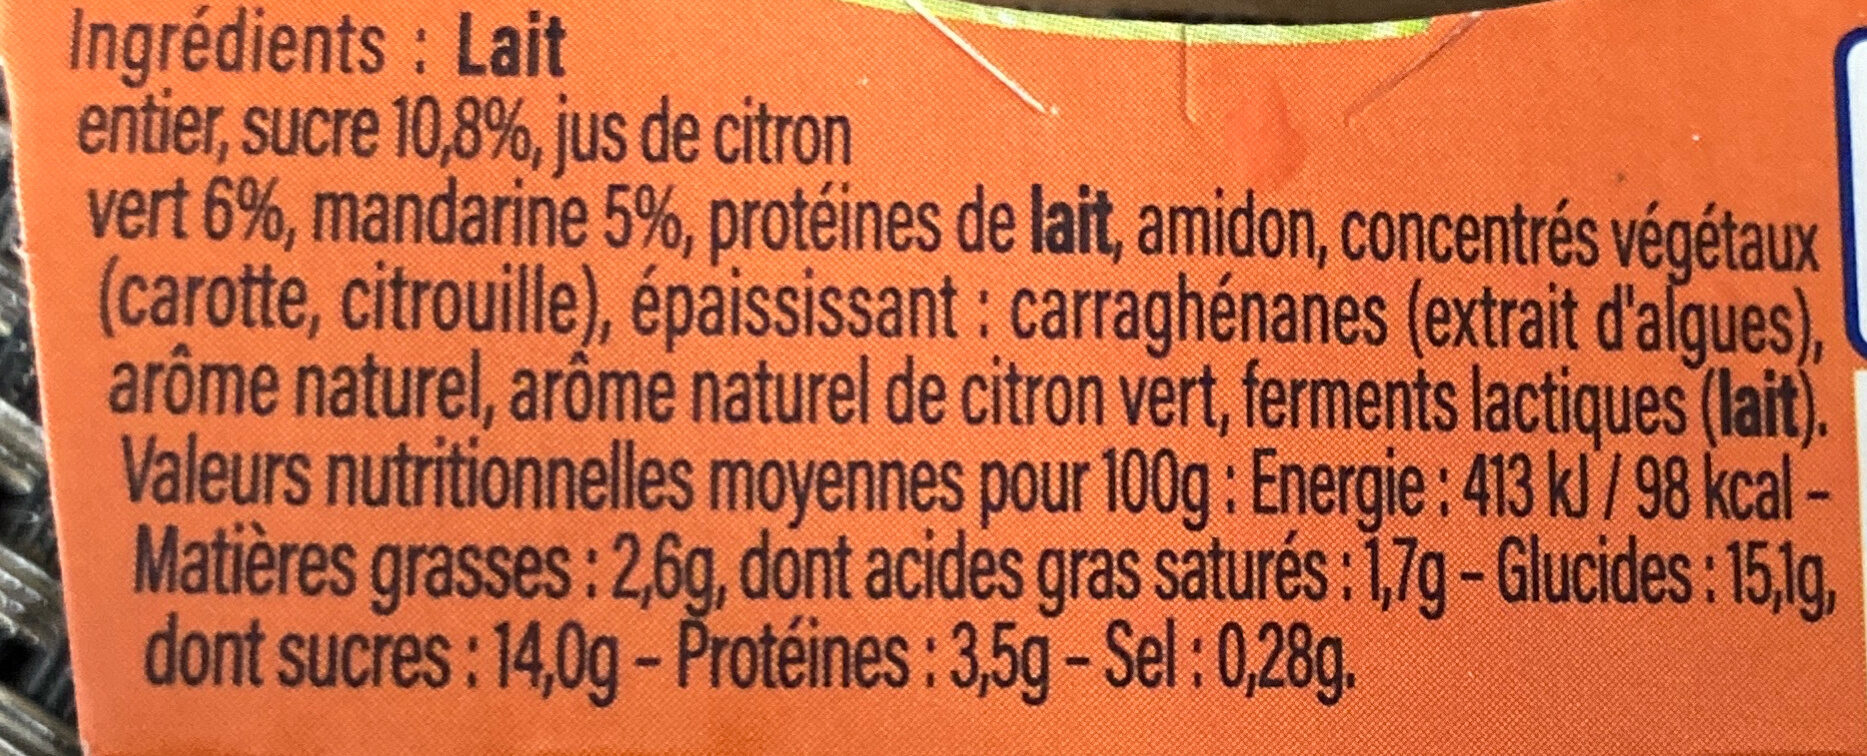 Ingrédients : Lait
entier, sucre 10,8%, jus de citron
vert 6%, mandarine 5%, protéines de lait, amidon, concentrés végétaux
(carotte, citrouille), épaississant : carraghénanes (extrait d'algues),
arôme naturel, arôme naturel de citron vert, ferments lactiques (lait).
Valeurs nutritionnelles moyennes pour 100g : Energie : 413 kJ / 98 kcal –
Matières grasses : 2,6g, dont acides gras saturés : 1,7g – Glucides : 15,1g,
dont sucres : 14,0g – Protéines : 3,5g – Sel : 0,28g.